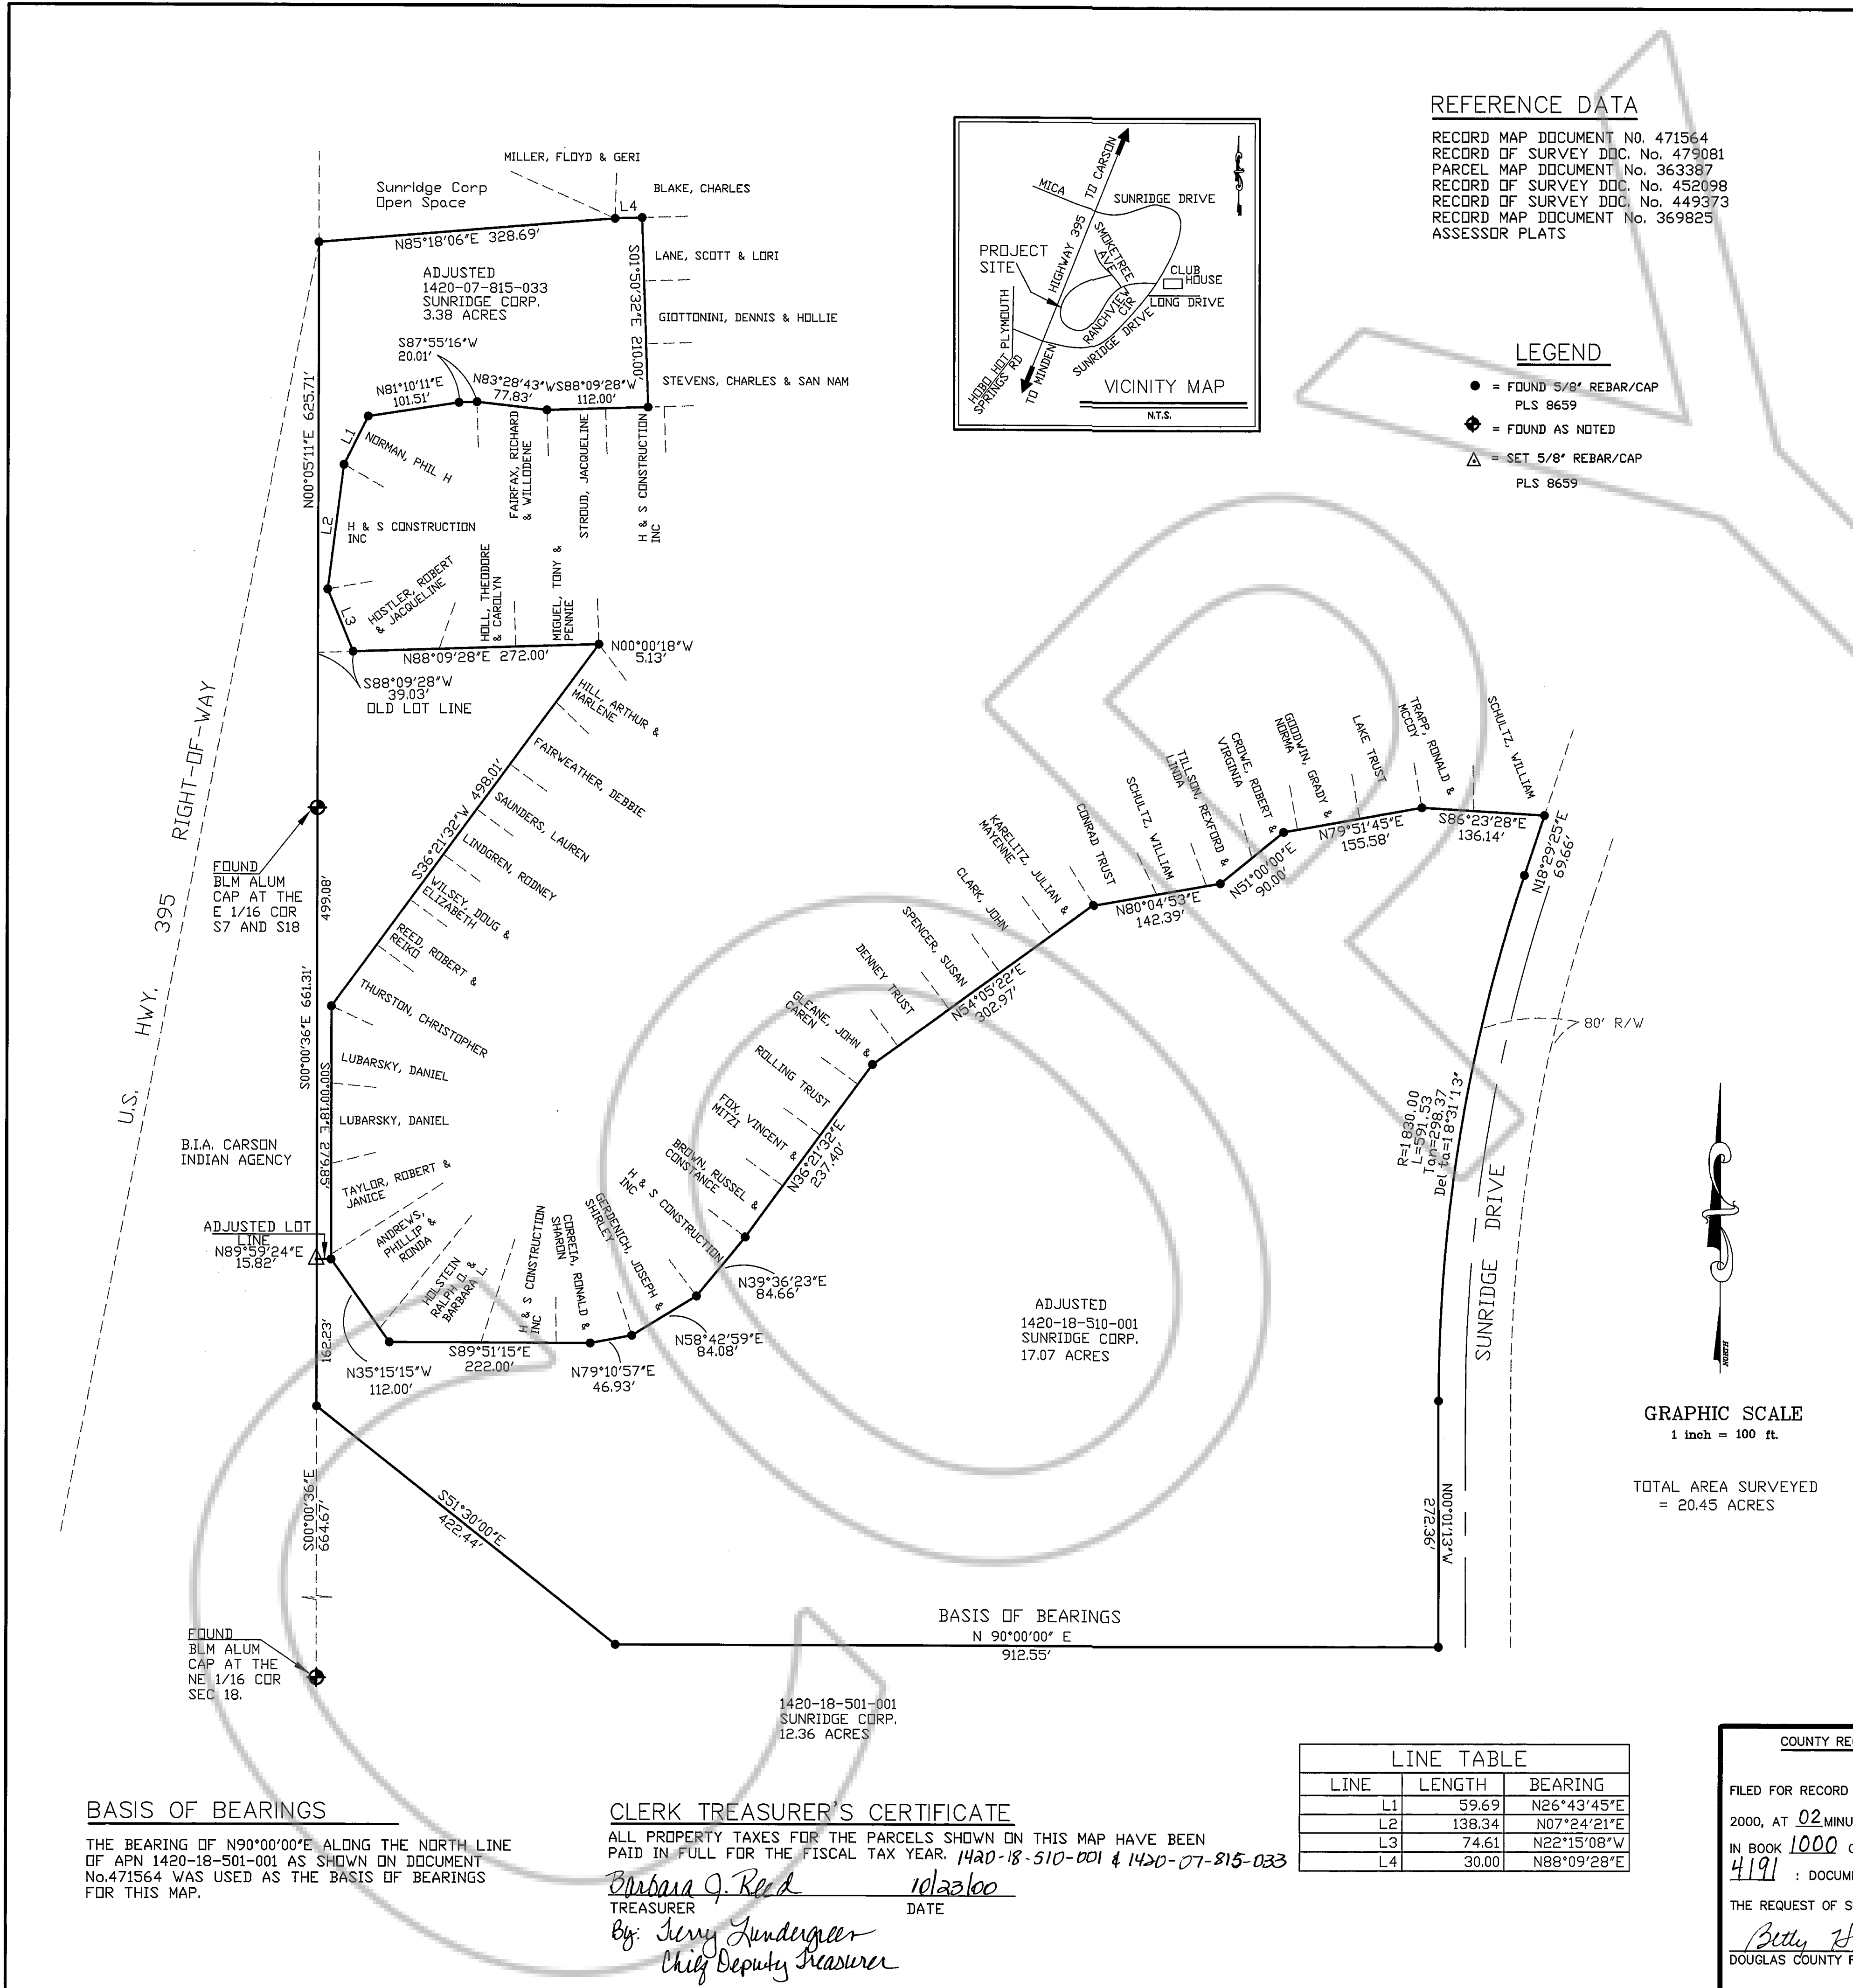 REFERENCE DATA
RECORD MAP DOCUMENT NO. 471564
RECORD OF SURVEY DOC. No. 479081
PARCEL MAP DOCUMENT No. 363387
RECORD OF SURVEY DOC. No. 452098
RECORD OF SURVEY DOC. No. 449373
RECORD MAP DOCUMENT No. 369825
ASSESSOR PLATS
LEGEND
= FOUND 5/8" REBAR/CAP
PLS 8659
= FOUND AS NOTED
= SET 5/8" REBAR/CAP
PLS 8659
TO CARSON
MICA
SUNRIDGE DRIVE
HIGHWAY 395
SMOKETREE
AVE
PROJECT
SITE
CLUB
HOUSE
LONG DRIVE
RANCHVIEW
CIR
SUNRIDGE DRIVE
PLYMOUTH
HOBO HOT
SPRINGS RD
TO MINDEN
VICINITY MAP
N.T.S.
MILLER, FLOYD & GERI
Sunridge Corp
Open Space
L4
BLAKE, CHARLES
N85°18'06"E 328.69'
S01°50'32"E 210.00'
LANE, SCOTT & LORI
ADJUSTED
1420-07-815-033
SUNRIDGE CORP.
3.38 ACRES
GIOTTONINI, DENNIS & HOLLIE
S87°55'16"W
20.01'
STEVENS, CHARLES & SAN NAM
N81°10'11"E
101.51'
N83°28'43"W
77.83'
S88°09'28"W
112.00'
N00°05'11"E 625.71'
L1
NORMAN, PHIL H
FAIRFAX, RICHARD
& WILLODENE
STROUD, JACQUELINE
H & S CONSTRUCTION
INC
L2
H & S CONSTRUCTION
INC
L3
HOSTLER, ROBERT
& JACQUELINE
HOLL, THEODORE
& CAROLYN
MIGUEL, TONY &
PENNIE
N88°09'28"E 272.00'
N00°00'18"W
5.13'
S88°09'28"W
39.03'
OLD LOT LINE
U.S. HWY. 395 RIGHT-OF-WAY
HILL, ARTHUR &
MARLENE
FAIRWEATHER, DEBBIE
SAUNDERS, LAUREN
LINDGREN, RODNEY
WILSEY, DOUG &
ELIZABETH
REED, ROBERT &
REIKO
THURSTON, CHRISTOPHER
S36°21'32"W 498.01'
FOUND
BLM ALUM
CAP AT THE
E 1/16 COR
S7 AND S18
499.08'
S00°00'36"E 661.31'
S00°00'18"E 279.85'
LUBARSKY, DANIEL
LUBARSKY, DANIEL
B.I.A. CARSON
INDIAN AGENCY
TAYLOR, ROBERT &
JANICE
ANDREWS,
PHILLIP &
RONDA
ADJUSTED LOT
LINE
N89°59'24"E
15.82'
HOLSTEIN
RALPH O. &
BARBARA L.
H & S CONSTRUCTION
INC
CORREIA, RONALD &
SHARON
GERDENICH, JOSEPH &
SHIRLEY
H & S CONSTRUCTION
INC
BROWN, RUSSEL &
CONSTANCE
FOX, VINCENT &
MITZI
ROLLING TRUST
GLEANE, JOHN &
CAREN
DENNEY TRUST
SPENCER, SUSAN
CLARK, JOHN
KARELITZ, JULIAN &
MAYENNE
CONRAD TRUST
SCHULTZ, WILLIAM
TILLSON, REXFORD &
LINDA
CROWE, ROBERT &
VIRGINIA
GOODWIN, GRADY &
NORMA
LAKE TRUST
TRAPP, RONALD &
MCCOY
SCHULTZ, WILLIAM
162.23'
N35°15'15"W
112.00'
S89°51'15"E
222.00'
N79°10'57"E
46.93'
N58°42'59"E
84.08'
N39°36'23"E
84.66'
N36°21'32"E
237.40'
N54°05'22"E
302.97'
N80°04'53"E
142.39'
N51°00'00"E
90.00'
N79°51'45"E
155.58'
S86°23'28"E
136.14'
N18°29'25"E
69.66'
80' R/W
R=1830.00
L=591.53
Tan=298.37
Delta=18°31'13"
SUNRIDGE DRIVE
ADJUSTED
1420-18-510-001
SUNRIDGE CORP.
17.07 ACRES
NORTH
GRAPHIC SCALE
1 inch = 100 ft.
TOTAL AREA SURVEYED
= 20.45 ACRES
N00°01'13"W
272.36'
S00°00'36"E
664.67'
S51°30'00"E
422.44'
BASIS OF BEARINGS
N 90°00'00" E
912.55'
FOUND
BLM ALUM
CAP AT THE
NE 1/16 COR
SEC 18.
1420-18-501-001
SUNRIDGE CORP.
12.36 ACRES
LINE TABLE
LINE LENGTH BEARING
L1 59.69 N26°43'45"E
L2 138.34 N07°24'21"E
L3 74.61 N22°15'08"W
L4 30.00 N88°09'28"E
BASIS OF BEARINGS
THE BEARING OF N90°00'00"E ALONG THE NORTH LINE
OF APN 1420-18-501-001 AS SHOWN ON DOCUMENT
No.471564 WAS USED AS THE BASIS OF BEARINGS
FOR THIS MAP.
CLERK TREASURER'S CERTIFICATE
ALL PROPERTY TAXES FOR THE PARCELS SHOWN ON THIS MAP HAVE BEEN
PAID IN FULL FOR THE FISCAL TAX YEAR. 1420-18-510-001 & 1420-07-815-033
Barbara J. Reed 10/23/00
TREASURER DATE
By: Terry Lundergreen
Chief Deputy Treasurer
COUNTY RE
FILED FOR RECORD
2000, AT 02 MINU
IN BOOK 1000
4191 : DOCUM
THE REQUEST OF S
Betty
DOUGLAS COUNTY
COPY